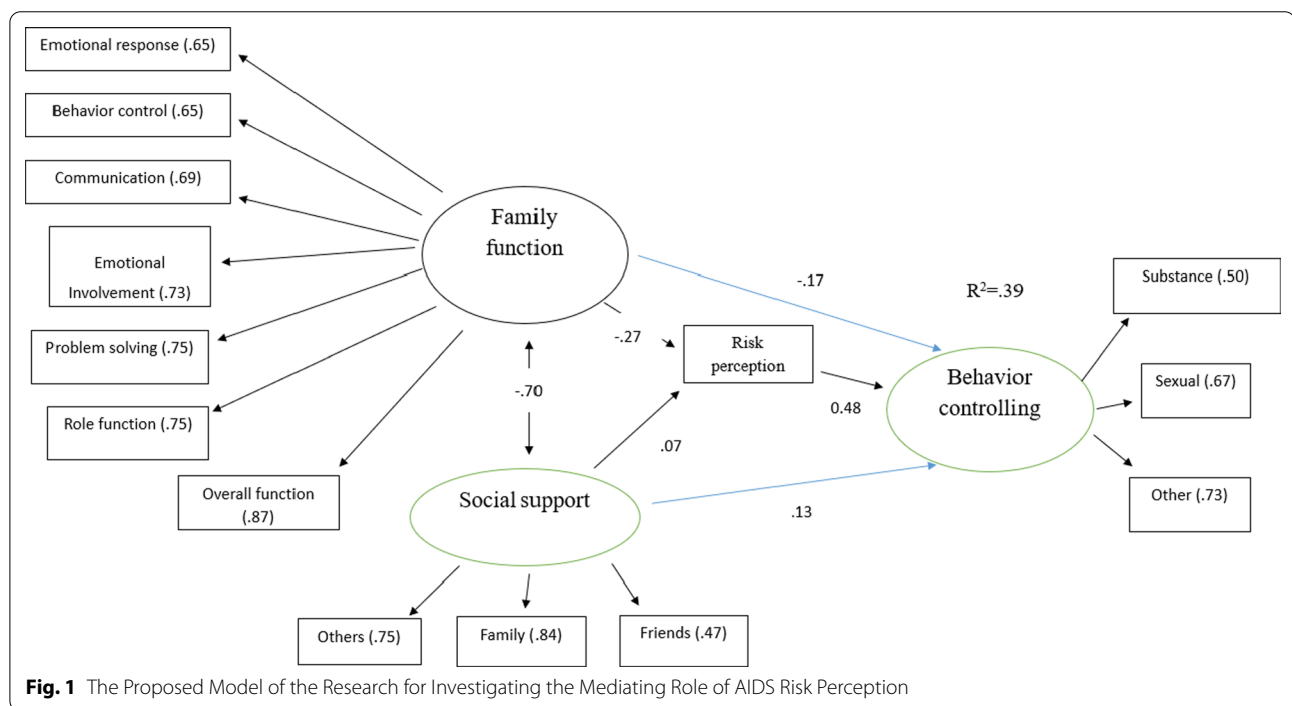 Emotional response (.65)
Behavior control (.65)
Communication (.69)
Emotional
Involvement (.73)
Problem solving (.75)
Role function (.75)
Overall function
(.87)
Family
function
-.17
R²=.39
-.27
Risk
perception
0.48
-.70
.07
Behavior
controlling
Substance (.50)
Sexual (.67)
Other (.73)
Social support
.13
Others (.75)
Family (.84)
Friends (.47)
Fig. 1 The Proposed Model of the Research for Investigating the Mediating Role of AIDS Risk Perception